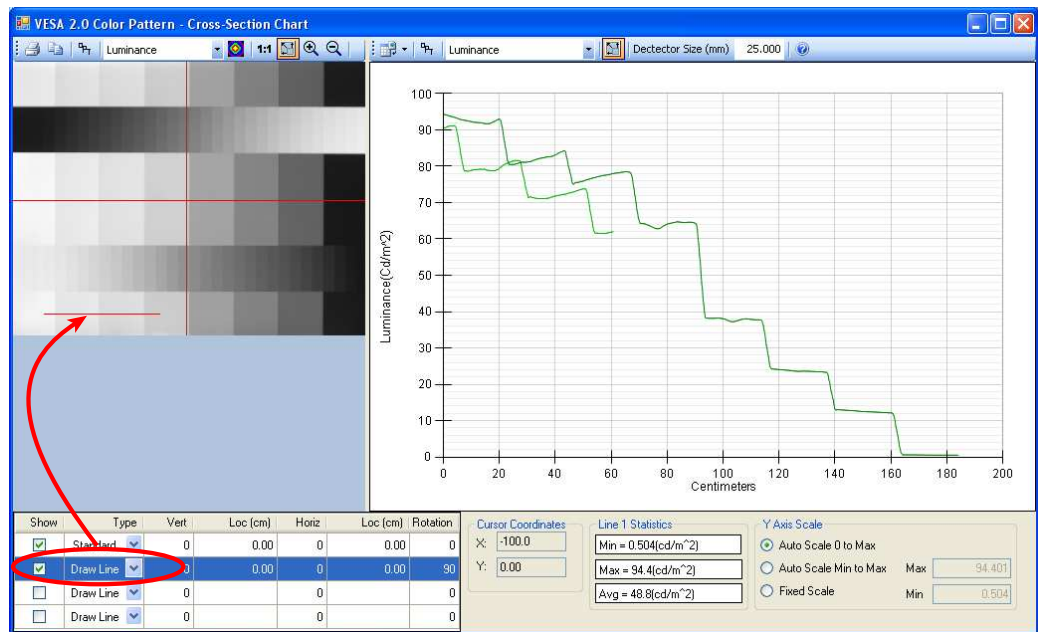 VESA 2.0 Color Pattern - Cross-Section Chart
Luminance 1:1 Luminance Dectector Size (mm) 25.000
100
90
80
70
60
50
40
30
20
10
0
Luminance(Cd/m^2)
0 20 40 60 80 100 120 140 160 180 200
Centimeters
Show Type Vert Loc (cm) Horiz Loc (cm) Rotation
Standard 0 0.00 0 0.00 0
Draw Line 0 0.00 0 0.00 90
Draw Line 0 0 0
Draw Line 0 0 0
Cursor Coordinates
X: -100.0
Y: 0.00
Line 1 Statistics
Min = 0.504(cd/m^2)
Max = 94.4(cd/m^2)
Avg = 48.8(cd/m^2)
Y Axis Scale
Auto Scale 0 to Max
Auto Scale Min to Max Max 94.401
Fixed Scale Min 0.504